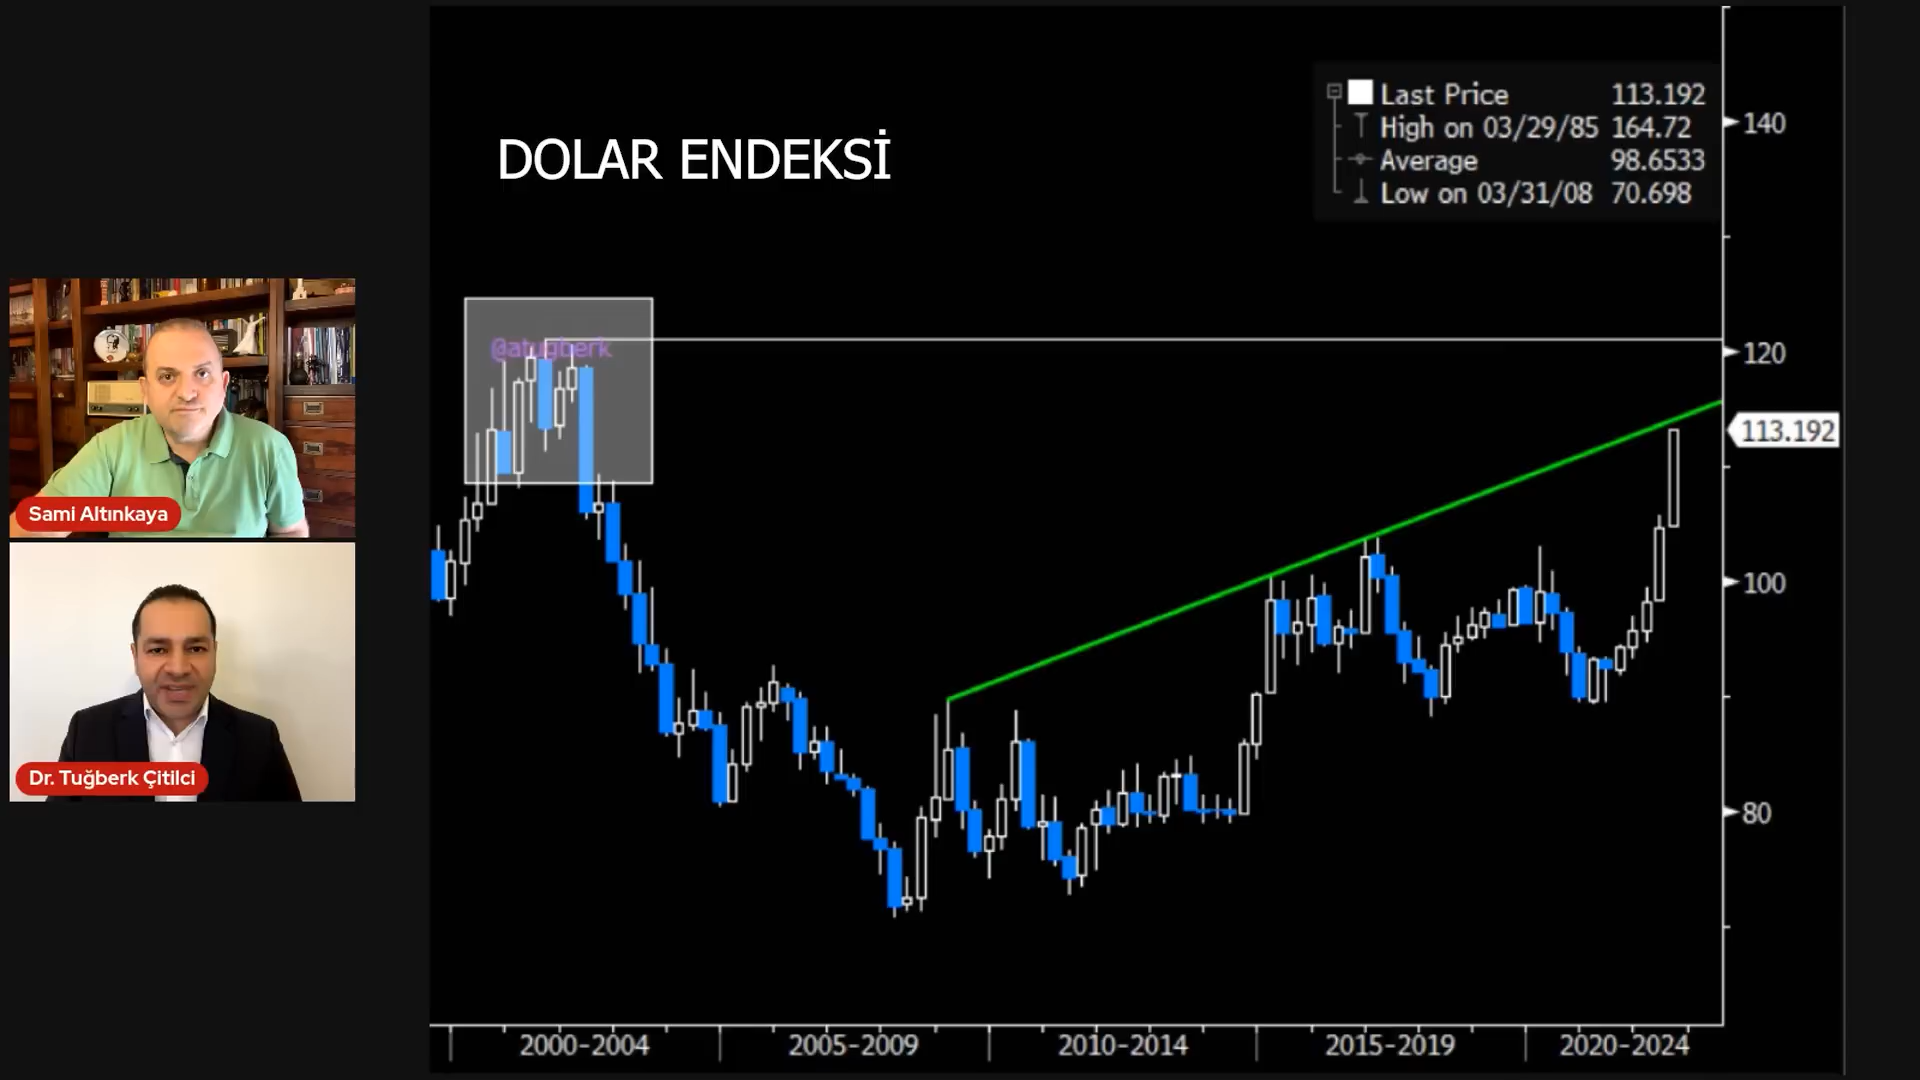 DOLAR ENDEKSİ
Last Price 113.192
High on 03/29/85 164.72
Average 98.6533
Low on 03/31/08 70.698
@atugberk
140
120
113.192
100
80
2000-2004 2005-2009 2010-2014 2015-2019 2020-2024
Sami Altınkaya
Dr. Tuğberk Çitilci